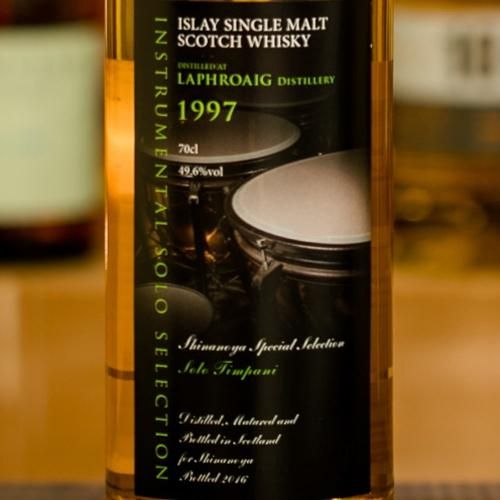 INSTRUMENTAL SOLO SELECTION
ISLAY SINGLE MALT
SCOTCH WHISKY
DISTILLED AT
LAPHROAIG DISTILLERY
1997
70cl
49.6%vol
Shinanoya Special Selection
Solo Timpani
Distilled, Matured and
Bottled in Scotland
for Shinanoya
Bottled 2016